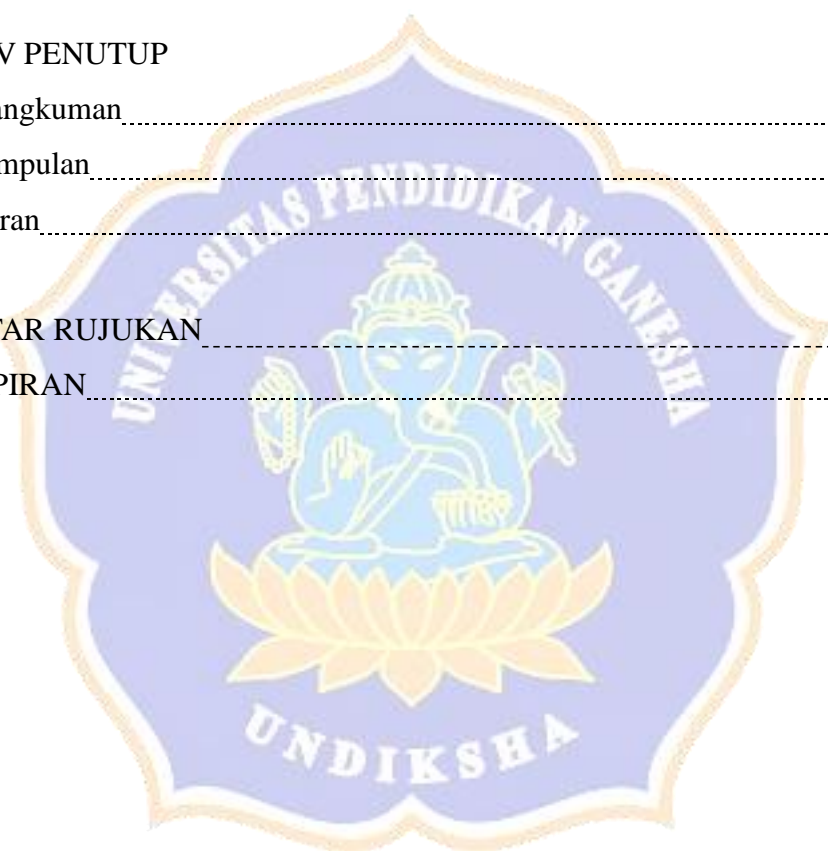 V PENUTUP
angkuman
mpulan
ran
TAR RUJUKAN
PIRAN
UNIVERSITAS PENDIDIKAN GANESHA
UNDIKSHA